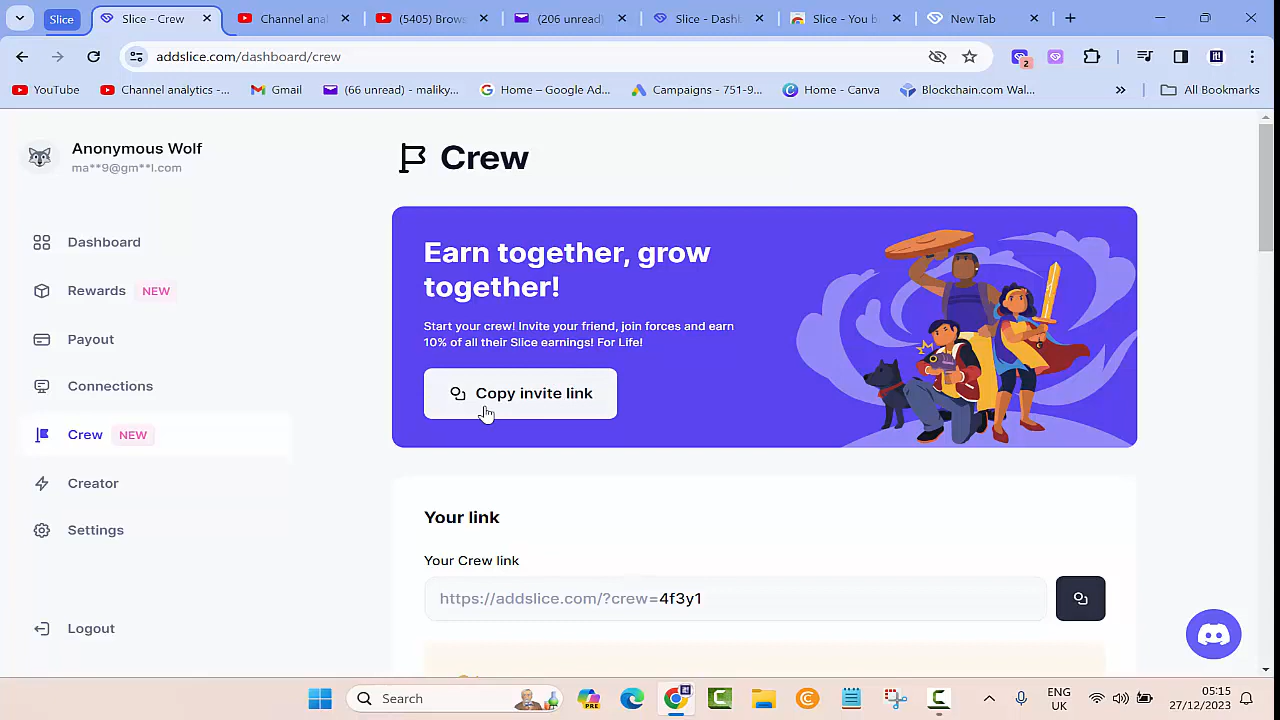 Slice
Slice - Crew
Channel anal
(5405) Brows
(206 unread)
Slice - Dashb
Slice - You b
New Tab
addslice.com/dashboard/crew
2
it!
YouTube
Channel analytics -...
Gmail
(66 unread) - maliky...
Home – Google Ad...
Campaigns - 751-9...
Home - Canva
Blockchain.com Wal...
All Bookmarks
Anonymous Wolf
ma**9@gm**l.com
Dashboard
Rewards NEW
Payout
Connections
Crew NEW
Creator
Settings
Logout
Crew
Earn together, grow
together!
Start your crew! Invite your friend, join forces and earn
10% of all their Slice earnings! For Life!
Copy invite link
Your link
Your Crew link
https://addslice.com/?crew=4f3y1
Search
PRE
it!
ENG
UK
05:15
27/12/2023